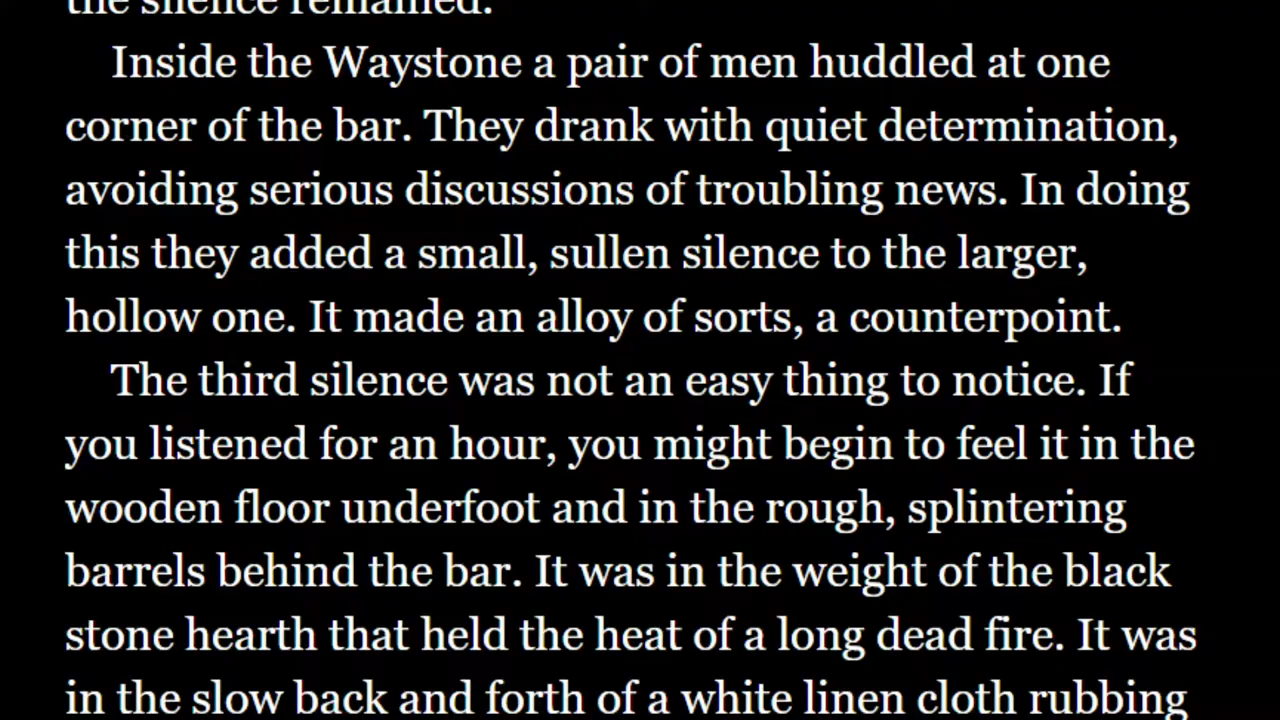 the silence remained.
Inside the Waystone a pair of men huddled at one
corner of the bar. They drank with quiet determination,
avoiding serious discussions of troubling news. In doing
this they added a small, sullen silence to the larger,
hollow one. It made an alloy of sorts, a counterpoint.
The third silence was not an easy thing to notice. If
you listened for an hour, you might begin to feel it in the
wooden floor underfoot and in the rough, splintering
barrels behind the bar. It was in the weight of the black
stone hearth that held the heat of a long dead fire. It was
in the slow back and forth of a white linen cloth rubbing